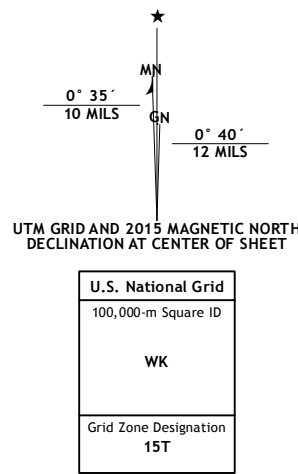 ★
MN
0° 35´
10 MILS
GN
0° 40´
12 MILS
UTM GRID AND 2015 MAGNETIC NORTH
DECLINATION AT CENTER OF SHEET
U.S. National Grid
100,000-m Square ID
WK
Grid Zone Designation
15T